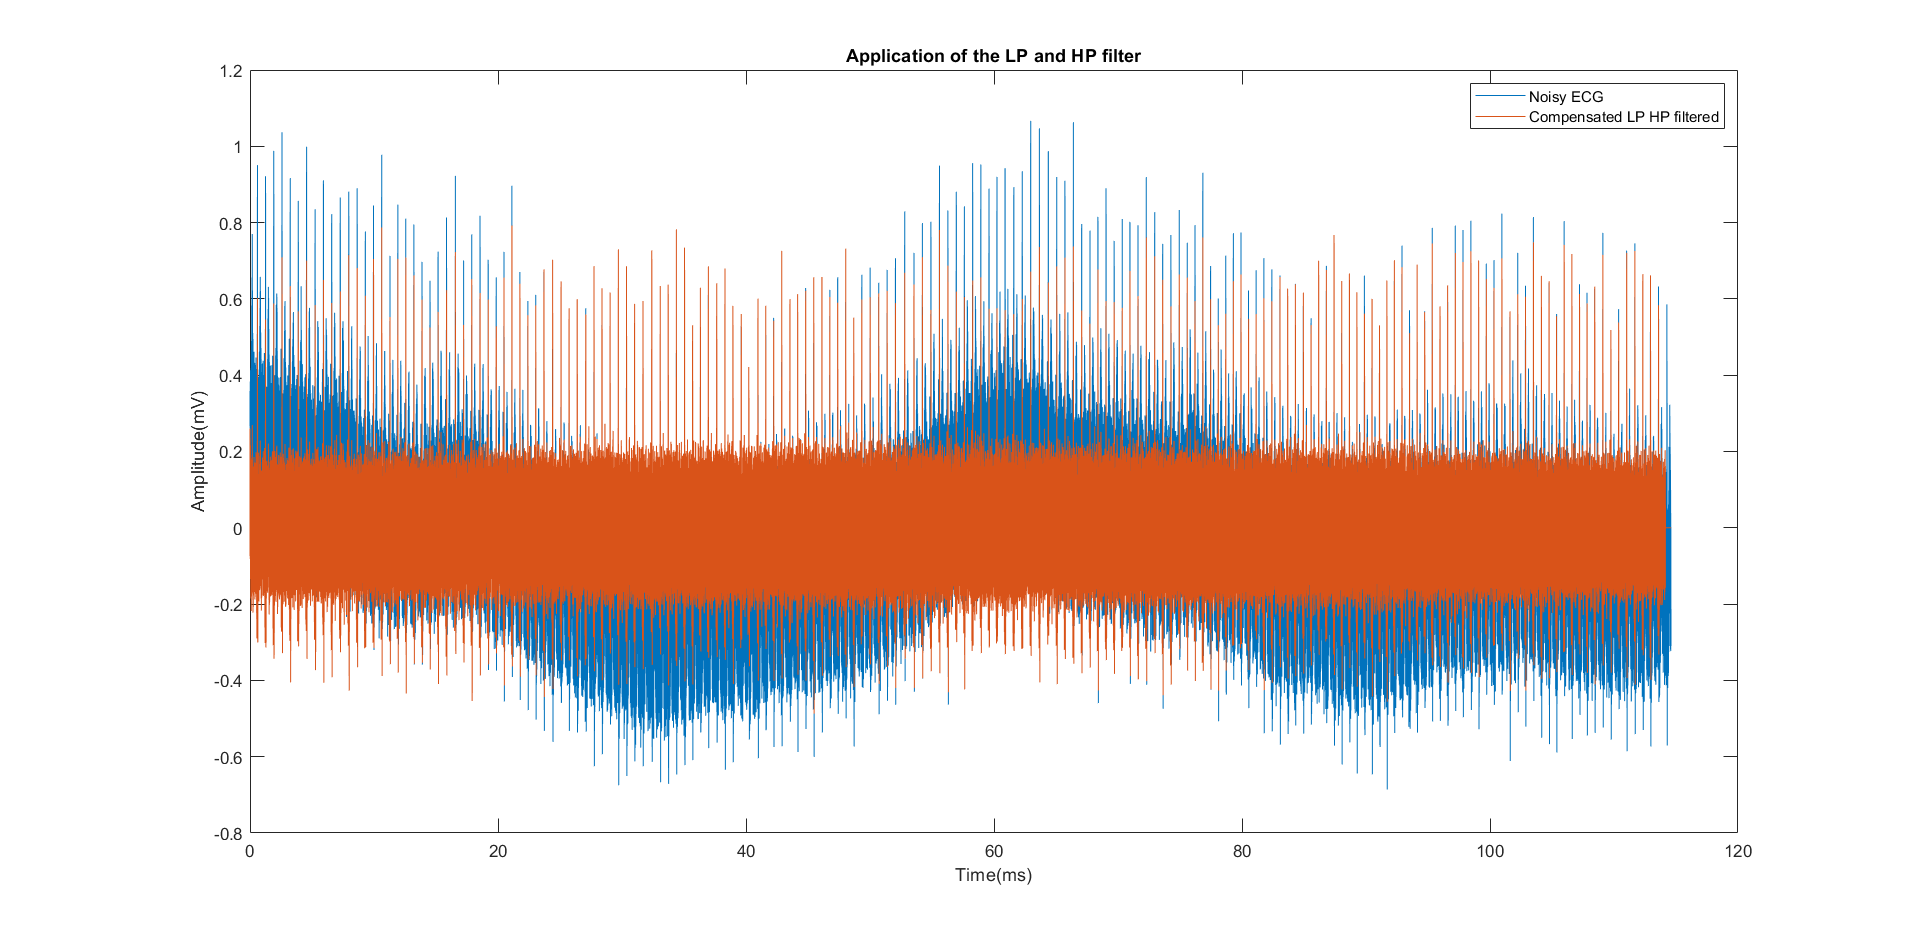 Application of the LP and HP filter
1.2
1
0.8
0.6
0.4
0.2
0
-0.2
-0.4
-0.6
-0.8
Amplitude(mV)
Noisy ECG
Compensated LP HP filtered
0 20 40 60 80 100 120
Time(ms)